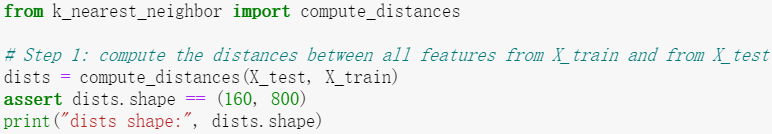 from k_nearest_neighbor import compute_distances
# Step 1: compute the distances between all features from X_train and from X_test
dists = compute_distances(X_test, X_train)
assert dists.shape == (160, 800)
print("dists shape:", dists.shape)